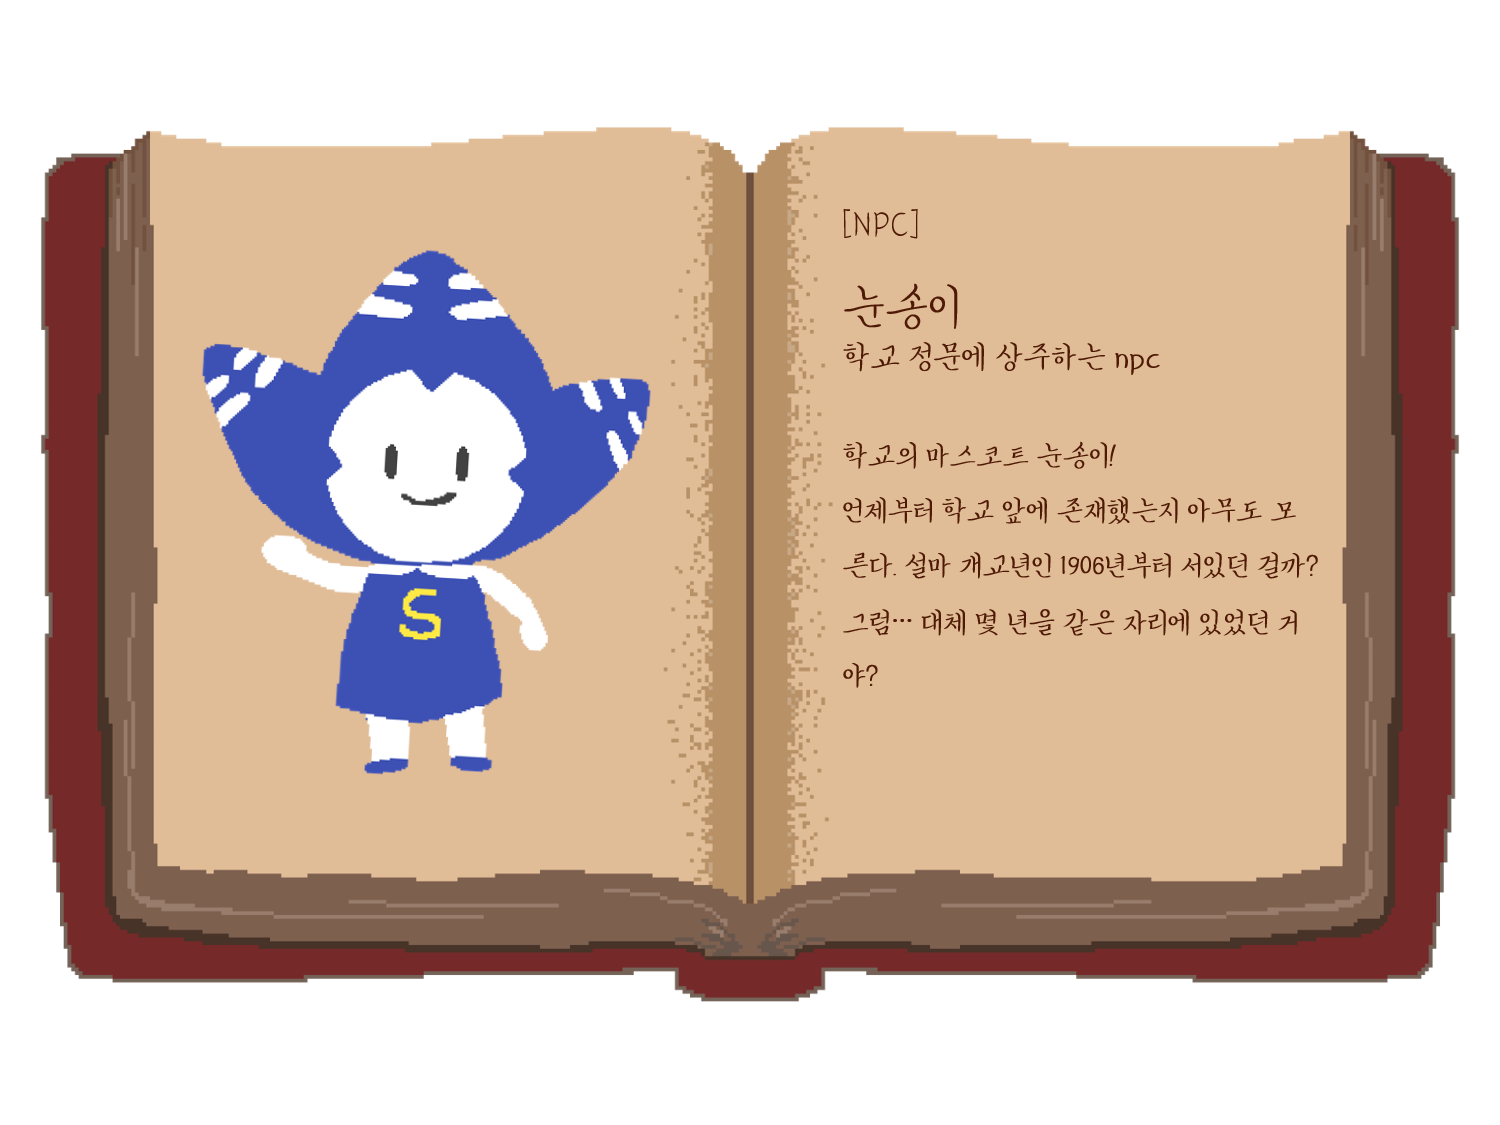 S
[NPC]
눈송이
학교 정문에 상주하는 npc
학교의 마스코트 눈송이!
언제부터 학교 앞에 존재했는지 아무도 모
른다. 설마 개교년인 1906년부터 서있던 걸까?
그럼… 대체 몇 년을 같은 자리에 있었던 거
야?